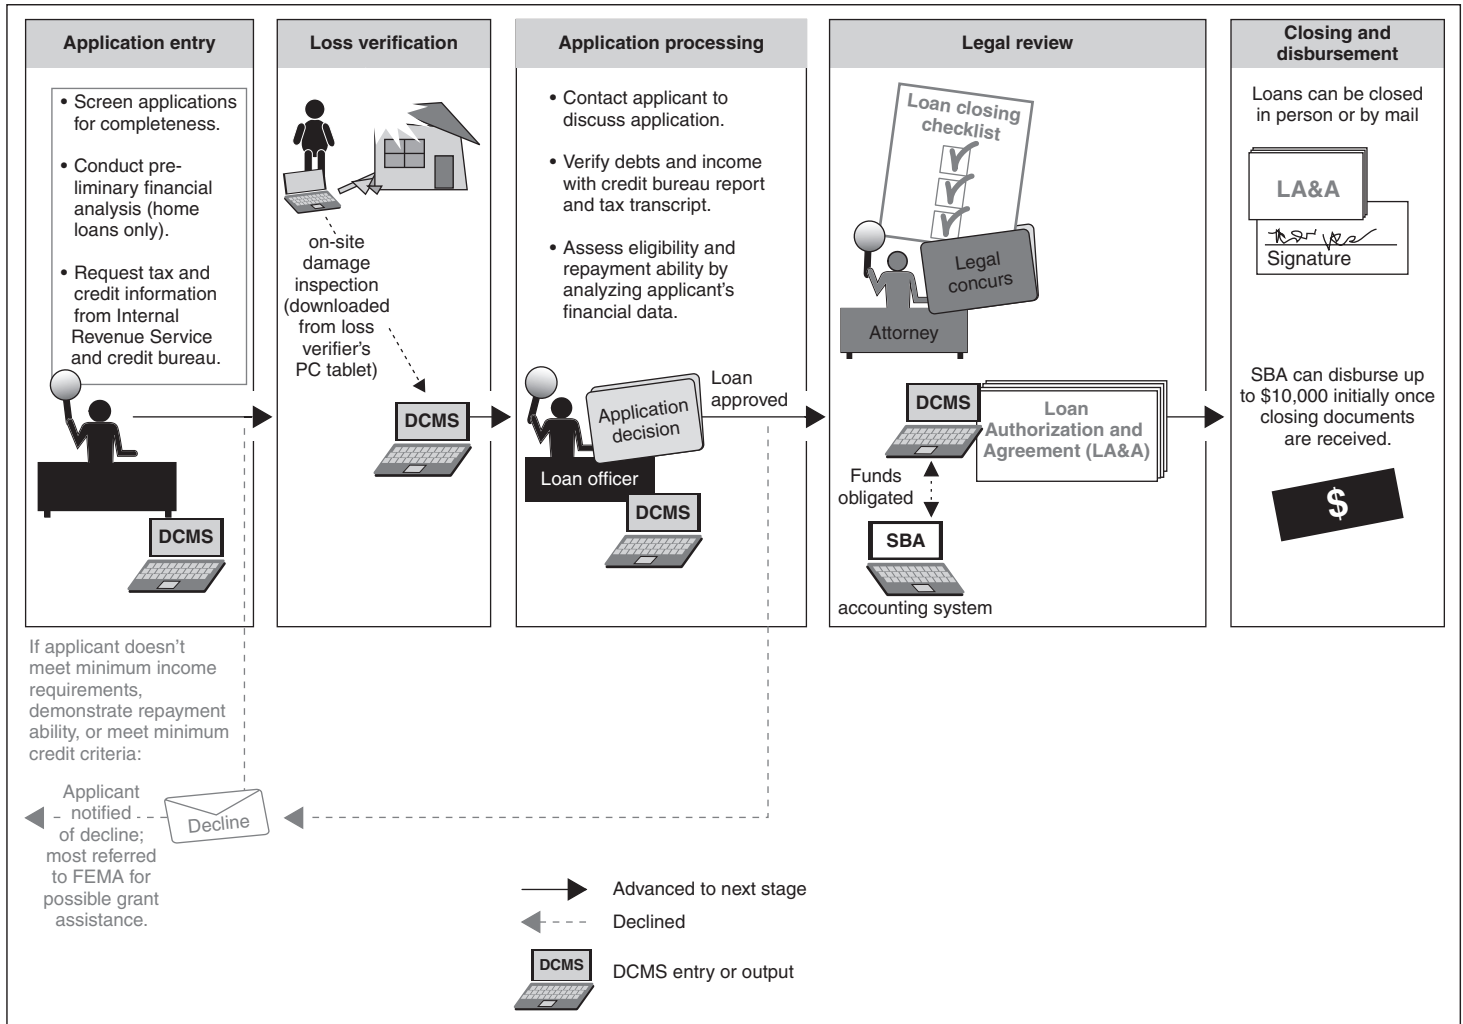 Application entry
• Screen applications
for completeness.
• Conduct pre-
liminary financial
analysis (home
loans only).
• Request tax and
credit information
from Internal
Revenue Service
and credit bureau.
DCMS
Loss verification
on-site
damage
inspection
(downloaded
from loss
verifier's
PC tablet)
DCMS
Application processing
• Contact applicant to
discuss application.
• Verify debts and income
with credit bureau report
and tax transcript.
• Assess eligibility and
repayment ability by
analyzing applicant's
financial data.
Application
decision
Loan officer
DCMS
Loan
approved
Legal review
Loan closing
checklist
Legal
concurs
Attorney
DCMS
Loan
Authorization and
Agreement (LA&A)
Funds
obligated
SBA
accounting system
Closing and
disbursement
Loans can be closed
in person or by mail
LA&A
Signature
SBA can disburse up
to $10,000 initially once
closing documents
are received.
$
If applicant doesn't
meet minimum income
requirements,
demonstrate repayment
ability, or meet minimum
credit criteria:
Applicant
notified
of decline;
most referred
to FEMA for
possible grant
assistance.
Decline
Advanced to next stage
Declined
DCMS
DCMS entry or output